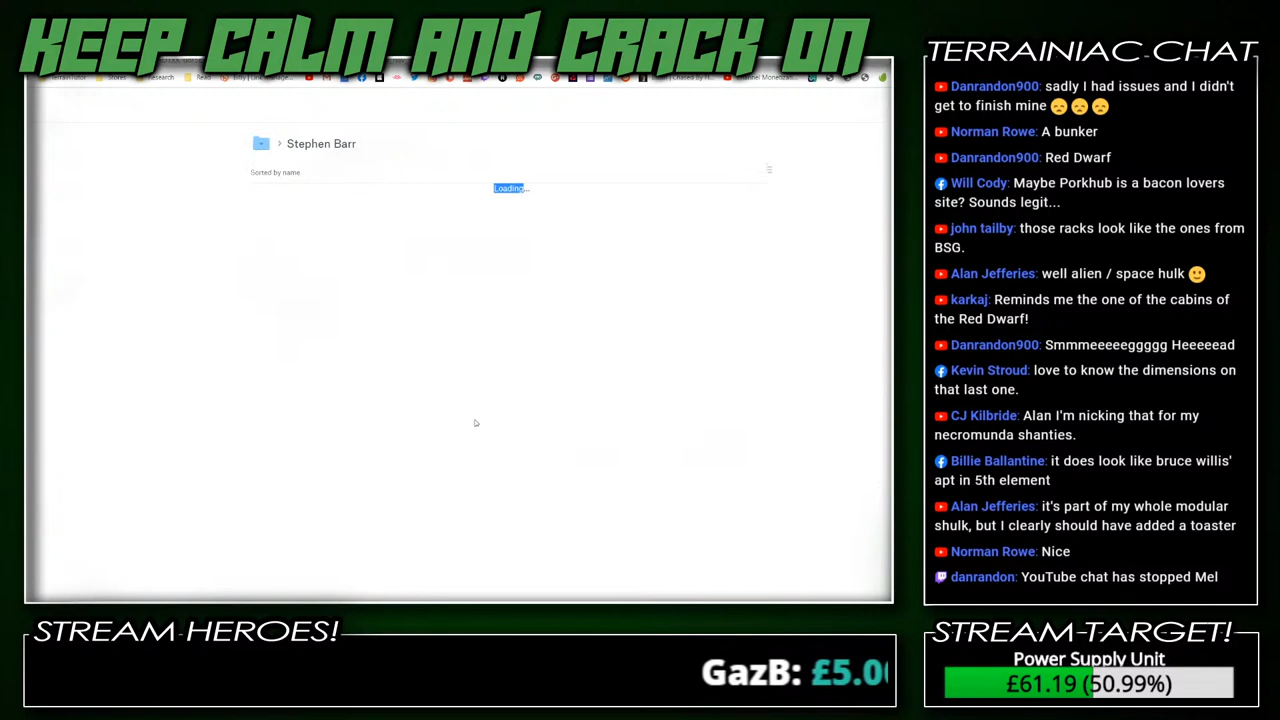 KEEP CALM AND CRACK ON
TerrainTutor Stores Research Read
> Stephen Barr
Sorted by name
Loading...
TERRAINIAC CHAT
Danrandon900: sadly I had issues and I didn't
get to finish mine 😞 😞 😞
Norman Rowe: A bunker
Danrandon900: Red Dwarf
Will Cody: Maybe Porkhub is a bacon lovers
site? Sounds legit...
john tailby: those racks look like the ones from
BSG.
Alan Jefferies: well alien / space hulk 🙂
karkaj: Reminds me the one of the cabins of
the Red Dwarf!
Danrandon900: Smmmeeeeeggggg Heeeeead
Kevin Stroud: love to know the dimensions on
that last one.
CJ Kilbride: Alan I'm nicking that for my
necromunda shanties.
Billie Ballantine: it does look like bruce willis'
apt in 5th element
Alan Jefferies: it's part of my whole modular
shulk, but I clearly should have added a toaster
Norman Rowe: Nice
danrandon: YouTube chat has stopped Mel
STREAM HEROES!
GazB: £5.00
STREAM TARGET!
Power Supply Unit
£61.19 (50.99%)